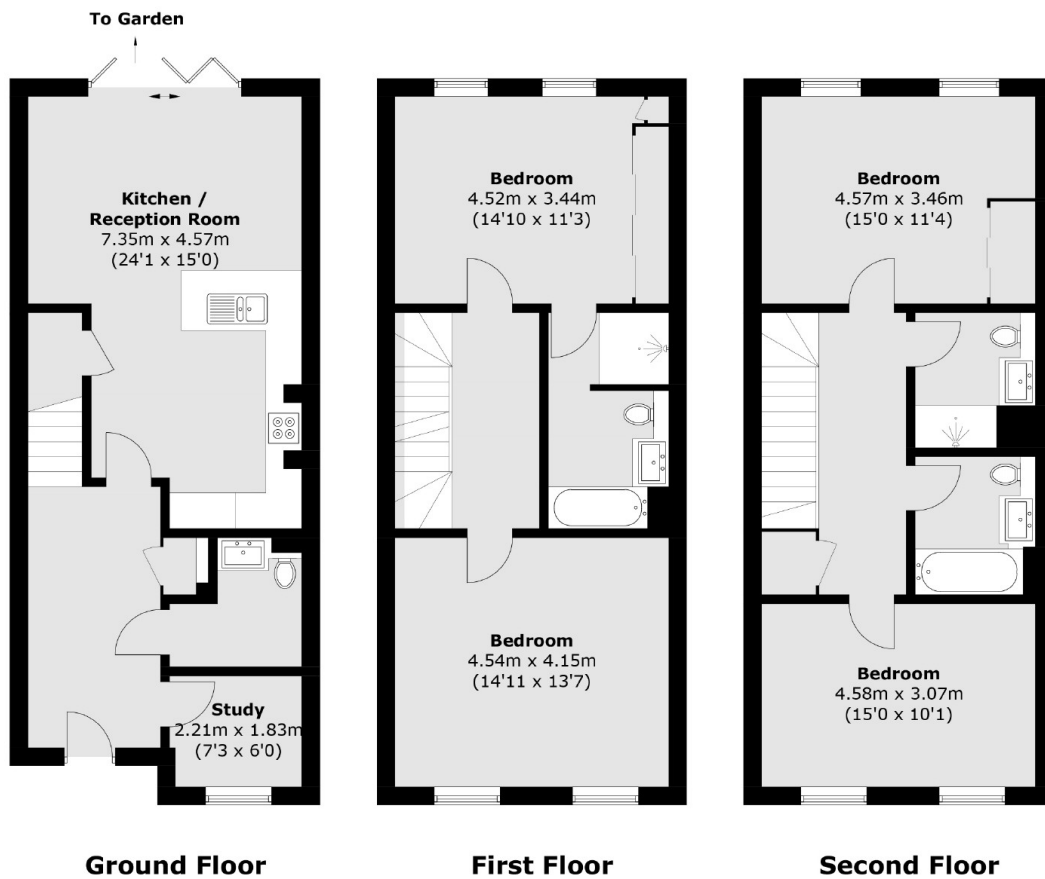 To Garden
Kitchen /
Reception Room
7.35m x 4.57m
(24'1 x 15'0)
Study
2.21m x 1.83m
(7'3 x 6'0)
Ground Floor
Bedroom
4.52m x 3.44m
(14'10 x 11'3)
Bedroom
4.54m x 4.15m
(14'11 x 13'7)
First Floor
Bedroom
4.57m x 3.46m
(15'0 x 11'4)
Bedroom
4.58m x 3.07m
(15'0 x 10'1)
Second Floor